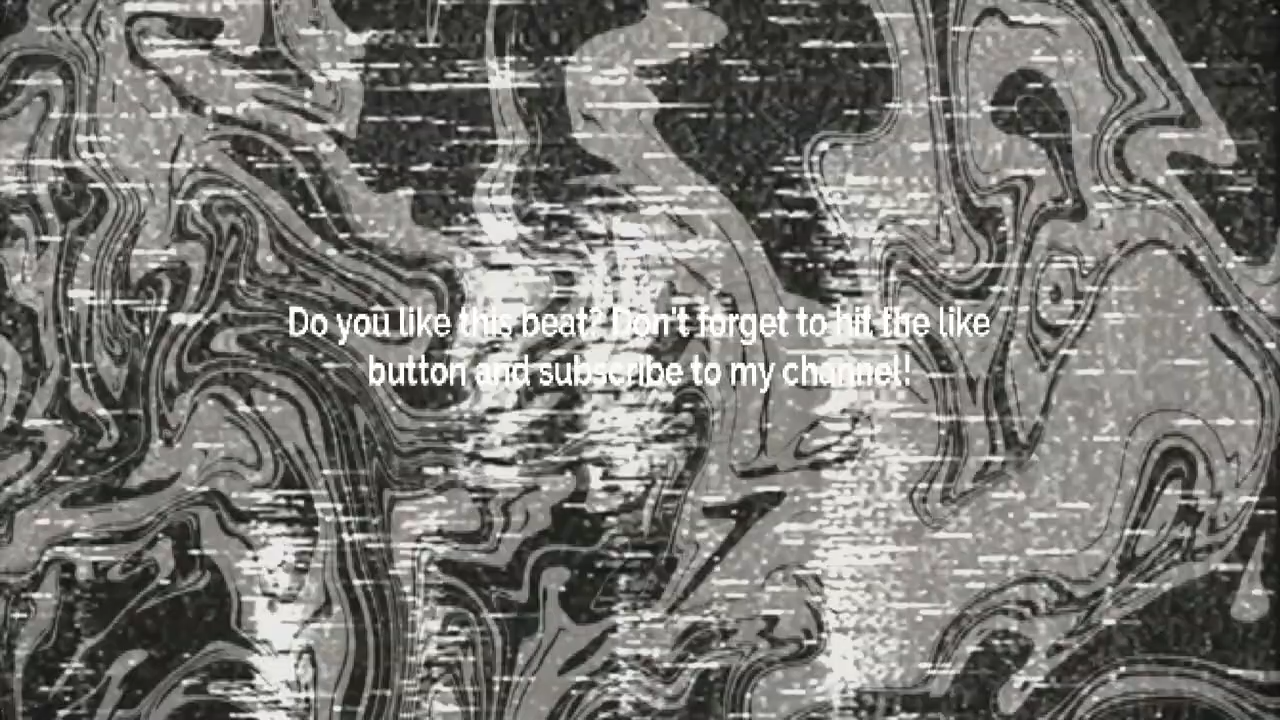 Do you like this beat? Don't forget to hit the like
button and subscribe to my channel!